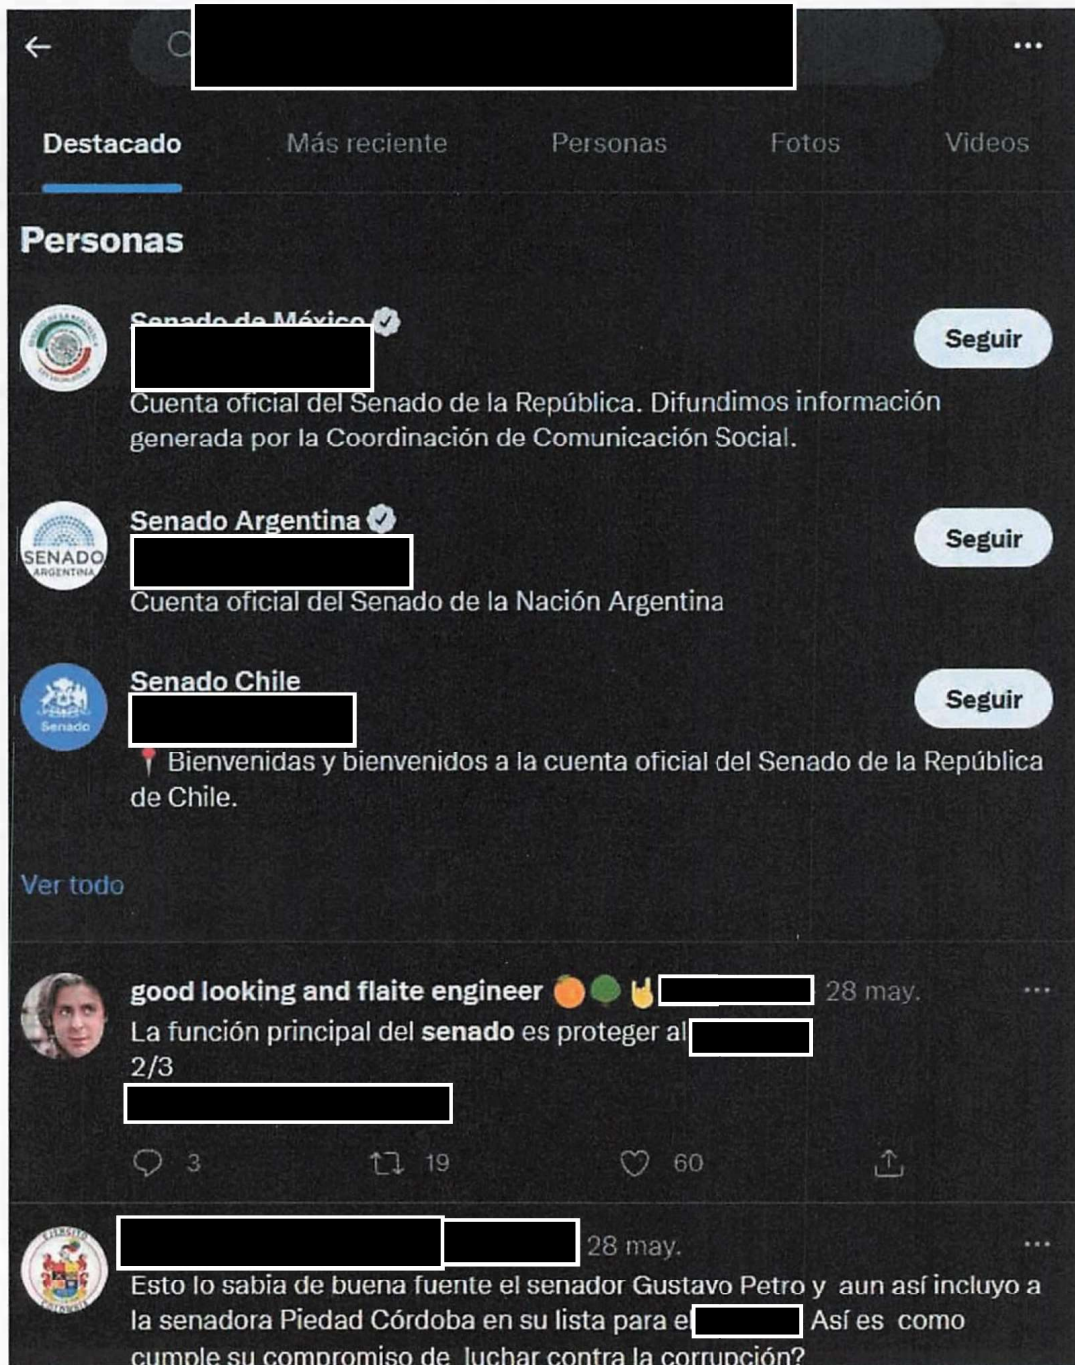 Destacado Más reciente Personas Fotos Videos
Personas
Senado de México
Seguir
Cuenta oficial del Senado de la República. Difundimos información
generada por la Coordinación de Comunicación Social.
SENADO
ARGENTINA
Senado Argentina
Seguir
Cuenta oficial del Senado de la Nación Argentina
Senado
Senado Chile
Seguir
📍 Bienvenidas y bienvenidos a la cuenta oficial del Senado de la República
de Chile.
Ver todo
good looking and flaite engineer 🍊🌳🤘 28 may.
La función principal del senado es proteger al
2/3
3 19 60
EJERCITO
COLOMBIA
28 may.
Esto lo sabia de buena fuente el senador Gustavo Petro y aun así incluyo a
la senadora Piedad Córdoba en su lista para el Así es como
cumple su compromiso de luchar contra la corrupción?